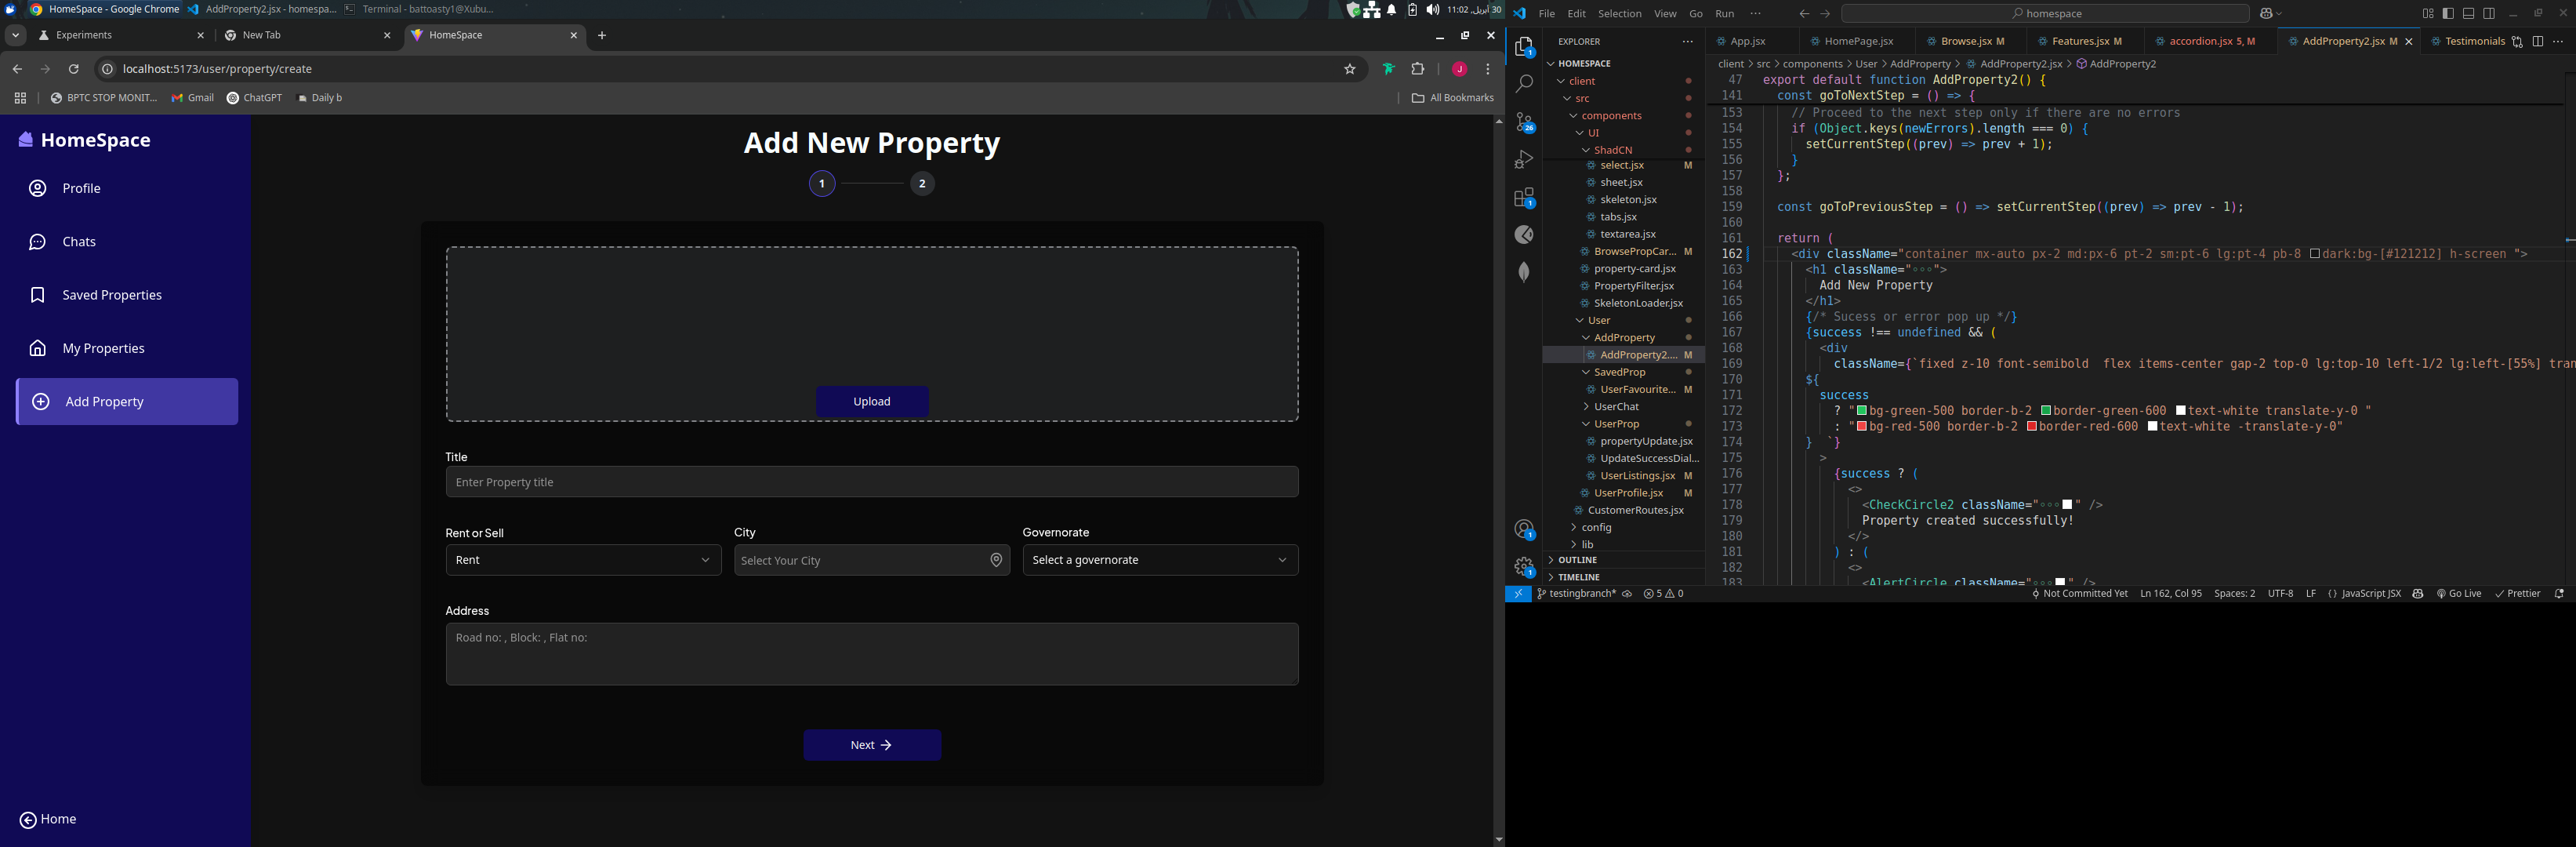 HomeSpace - Google Chrome
AddProperty2.jsx - homespa...
Terminal - battoasty1@Xubu...
30 أبريل, 11:02
Experiments
New Tab
HomeSpace
localhost:5173/user/property/create
J
BPTC STOP MONIT...
Gmail
ChatGPT
Daily b
All Bookmarks
HomeSpace
Profile
Chats
Saved Properties
My Properties
Add Property
Home
Add New Property
1
2
Upload
Title
Enter Property title
Rent or Sell
City
Governorate
Rent
Select Your City
Select a governorate
Address
Road no: , Block: , Flat no:
Next
File Edit Selection View Go Run ...
homespace
EXPLORER
HOMESPACE
client
src
components
UI
ShadCN
select.jsx M
sheet.jsx
skeleton.jsx
tabs.jsx
textarea.jsx
BrowsePropCar... M
property-card.jsx
PropertyFilter.jsx
SkeletonLoader.jsx
User
AddProperty
AddProperty2.... M
SavedProp
UserFavourite... M
UserChat
UserProp
propertyUpdate.jsx
UpdateSuccessDial...
UserListings.jsx M
UserProfile.jsx M
CustomerRoutes.jsx
config
lib
OUTLINE
TIMELINE
1
26
1
1
1
App.jsx
HomePage.jsx
Browse.jsx M
Features.jsx M
accordion.jsx 5, M
AddProperty2.jsx M
Testimonials
client > src > components > User > AddProperty > AddProperty2.jsx > AddProperty2
47 export default function AddProperty2() {
141 const goToNextStep = () => {
153 // Proceed to the next step only if there are no errors
154 if (Object.keys(newErrors).length === 0) {
155 setCurrentStep((prev) => prev + 1);
156 }
157 };
158
159 const goToPreviousStep = () => setCurrentStep((prev) => prev - 1);
160
161 return (
162 <div className="container mx-auto px-2 md:px-6 pt-2 sm:pt-6 lg:pt-4 pb-8 dark:bg-[#121212] h-screen ">
163 <h1 className="∘∘∘">
164 Add New Property
165 </h1>
166 {/* Sucess or error pop up */}
167 {success !== undefined && (
168 <div
169 className={`fixed z-10 font-semibold  flex items-center gap-2 top-0 lg:top-10 left-1/2 lg:left-[55%] tran
170 ${
171 success
172 ? "bg-green-500 border-b-2 border-green-600 text-white translate-y-0 "
173 : "bg-red-500 border-b-2 border-red-600 text-white -translate-y-0"
174 }  `}
175 >
176 {success ? (
177 <>
178 <CheckCircle2 className="∘∘∘" />
179 Property created successfully!
180 </>
181 ) : (
182 <>
183 <AlertCircle className="∘∘∘" />
testingbranch*
5
0
Not Committed Yet
Ln 162, Col 95
Spaces: 2
UTF-8
LF
{ } JavaScript JSX
Go Live
Prettier